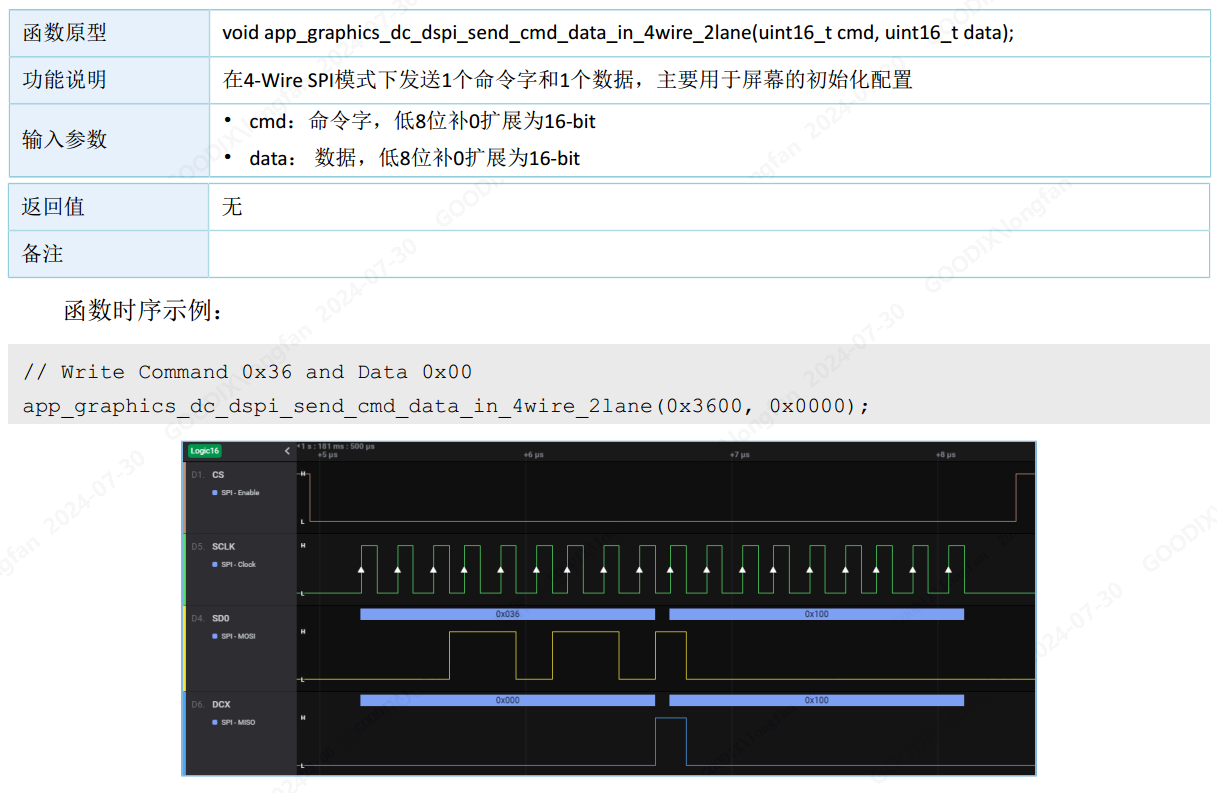 函数原型
void app_graphics_dc_dspi_send_cmd_data_in_4wire_2lane(uint16_t cmd, uint16_t data);
功能说明
在4-Wire SPI模式下发送1个命令字和1个数据，主要用于屏幕的初始化配置
输入参数
• cmd：命令字，低8位补0扩展为16-bit
• data： 数据，低8位补0扩展为16-bit
返回值
无
备注
函数时序示例：
// Write Command 0x36 and Data 0x00
app_graphics_dc_dspi_send_cmd_data_in_4wire_2lane(0x3600, 0x0000);
Logic16
1 s : 181 ms : 500 µs
+5 µs
+6 µs
+7 µs
+8 µs
D1. CS
SPI - Enable
H
L
D5. SCLK
SPI - Clock
H
L
D4. SD0
SPI - MOSI
H
L
0x036
0x100
D6. DCX
SPI - MISO
H
L
0x000
0x100
GOODIX\longfan 2024-07-30